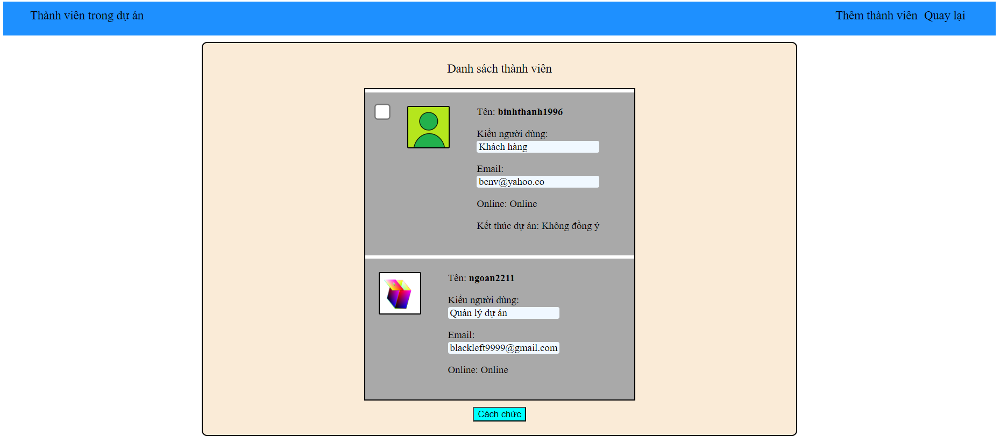 Thành viên trong dự án
Thêm thành viên Quay lại
Danh sách thành viên
Tên: binhthanh1996
Kiểu người dùng:
Khách hàng
Email:
benv@yahoo.co
Online: Online
Kết thúc dự án: Không đồng ý
Tên: ngoan2211
Kiểu người dùng:
Quản lý dự án
Email:
blackleft9999@gmail.com
Online: Online
Cách chức